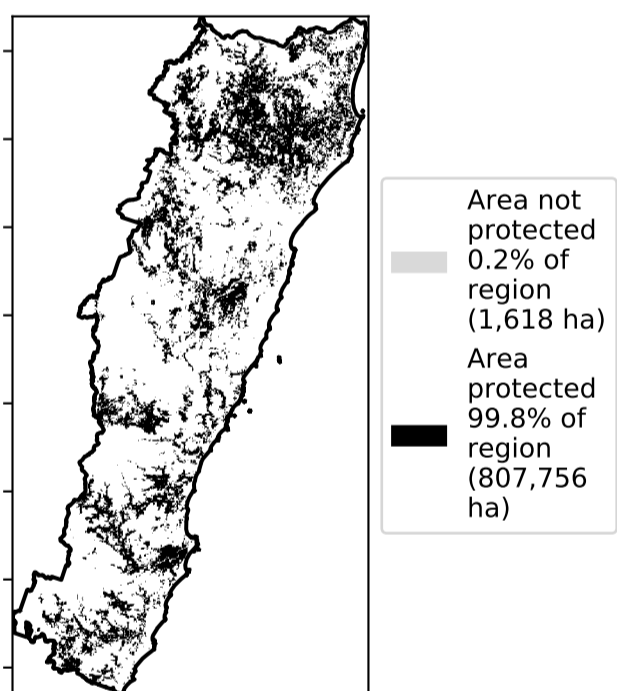 Area not
protected
0.2% of
region
(1,618 ha)
Area
protected
99.8% of
region
(807,756
ha)